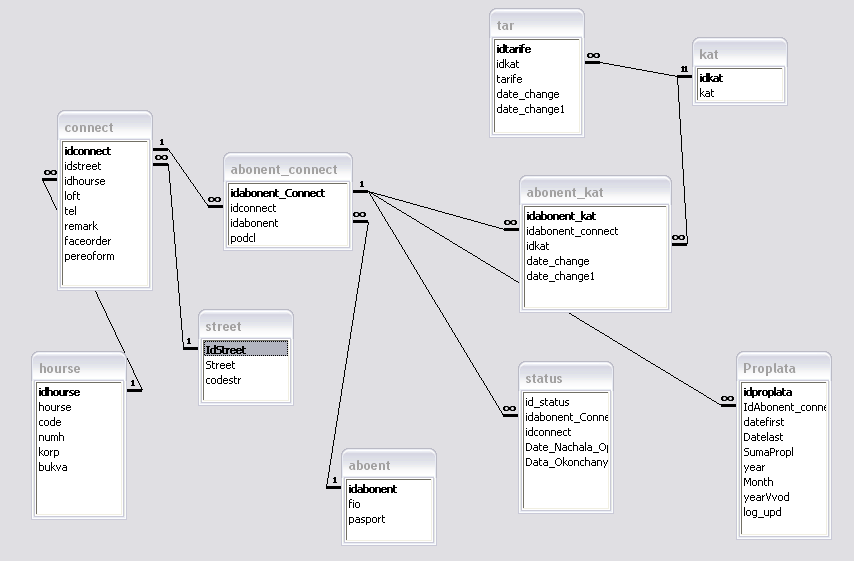 tar
idtarife
idkat
tarife
date_change
date_change1
kat
idkat
kat
connect
idconnect
idstreet
idhourse
loft
tel
remark
faceorder
pereoform
abonent_connect
idabonent_Connect
idconnect
idabonent
podcl
abonent_kat
idabonent_kat
idabonent_connect
idkat
date_change
date_change1
street
IdStreet
Street
codestr
hourse
idhourse
hourse
code
numh
korp
bukva
status
id_status
idabonent_Conne
idconnect
Date_Nachala_Op
Data_Okonchany
Proplata
idproplata
IdAbonent_conne
datefirst
Datelast
SumaPropl
year
Month
yearVvod
log_upd
aboent
idabonent
fio
pasport
1
∞
∞
1
∞
∞
1
∞
∞
11
∞
∞
1
1
∞
∞
1